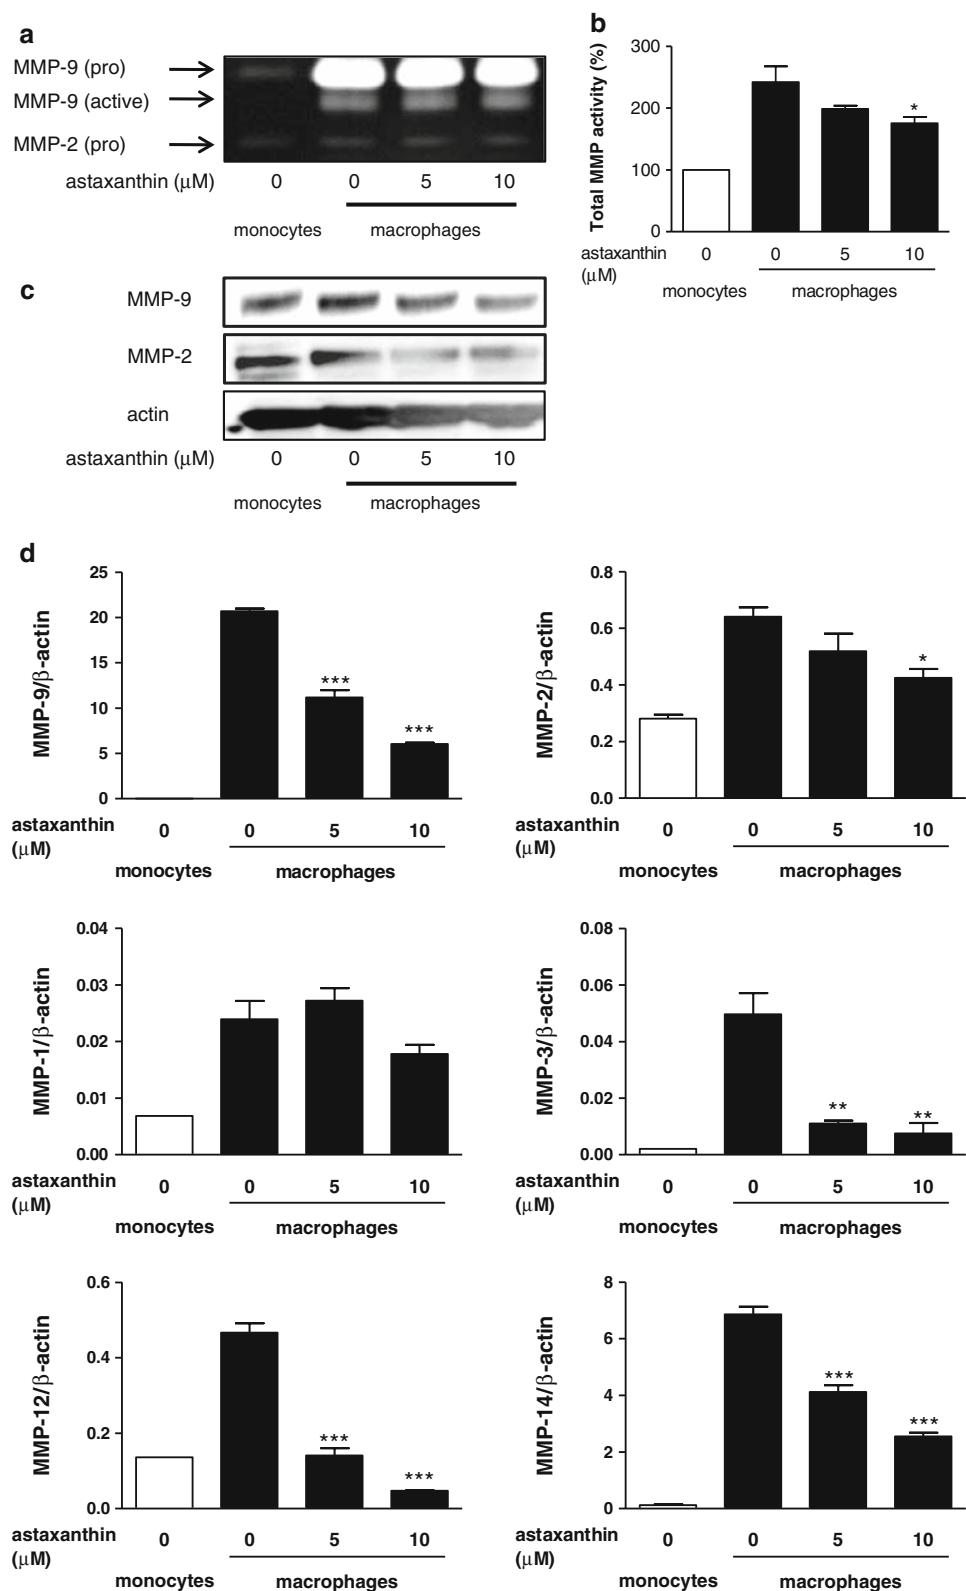 a
MMP-9 (pro)
MMP-9 (active)
MMP-2 (pro)
astaxanthin (μM) 0 0 5 10
monocytes macrophages
b
Total MMP activity (%)
300
200
100
0
*
astaxanthin (μM) 0 0 5 10
monocytes macrophages
c
MMP-9
MMP-2
actin
astaxanthin (μM) 0 0 5 10
monocytes macrophages
d
MMP-9/β-actin
25
20
15
10
5
0
***
***
astaxanthin (μM) 0 0 5 10
monocytes macrophages
MMP-2/β-actin
0.8
0.6
0.4
0.2
0.0
*
astaxanthin (μM) 0 0 5 10
monocytes macrophages
MMP-1/β-actin
0.04
0.03
0.02
0.01
0.00
astaxanthin (μM) 0 0 5 10
monocytes macrophages
MMP-3/β-actin
0.08
0.06
0.04
0.02
0.00
**
**
astaxanthin (μM) 0 0 5 10
monocytes macrophages
MMP-12/β-actin
0.6
0.4
0.2
0.0
***
***
astaxanthin (μM) 0 0 5 10
monocytes macrophages
MMP-14/β-actin
8
6
4
2
0
***
***
astaxanthin (μM) 0 0 5 10
monocytes macrophages